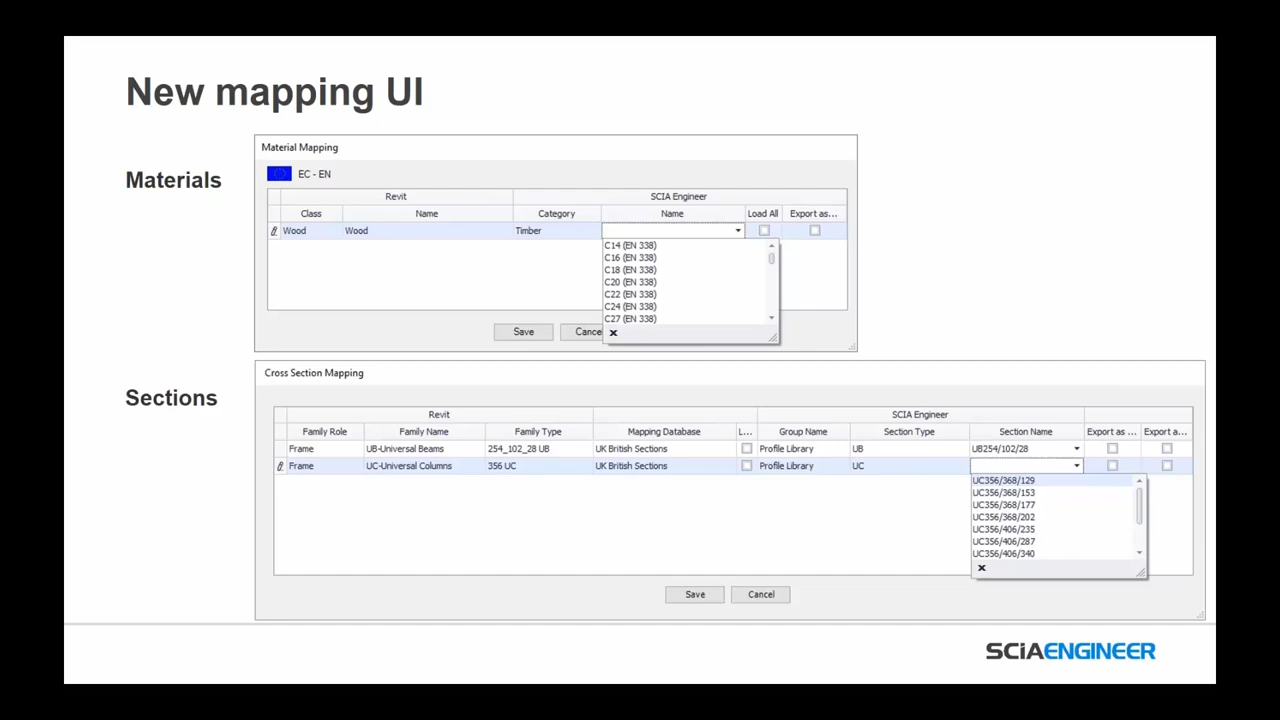 New mapping UI
Materials
Material Mapping
EC - EN
Revit SCIA Engineer
Class Name Category Name Load All Export as...
Wood Wood Timber
C14 (EN 338)
C16 (EN 338)
C18 (EN 338)
C20 (EN 338)
C22 (EN 338)
C24 (EN 338)
C27 (EN 338)
Save Cancel
Sections
Cross Section Mapping
Revit SCIA Engineer
Family Role Family Name Family Type Mapping Database L... Group Name Section Type Section Name Export as ... Export a...
Frame UB-Universal Beams 254_102_28 UB UK British Sections Profile Library UB UB254/102/28
Frame UC-Universal Columns 356 UC UK British Sections Profile Library UC
UC356/368/129
UC356/368/153
UC356/368/177
UC356/368/202
UC356/406/235
UC356/406/287
UC356/406/340
Save Cancel
SCiAENGINEER